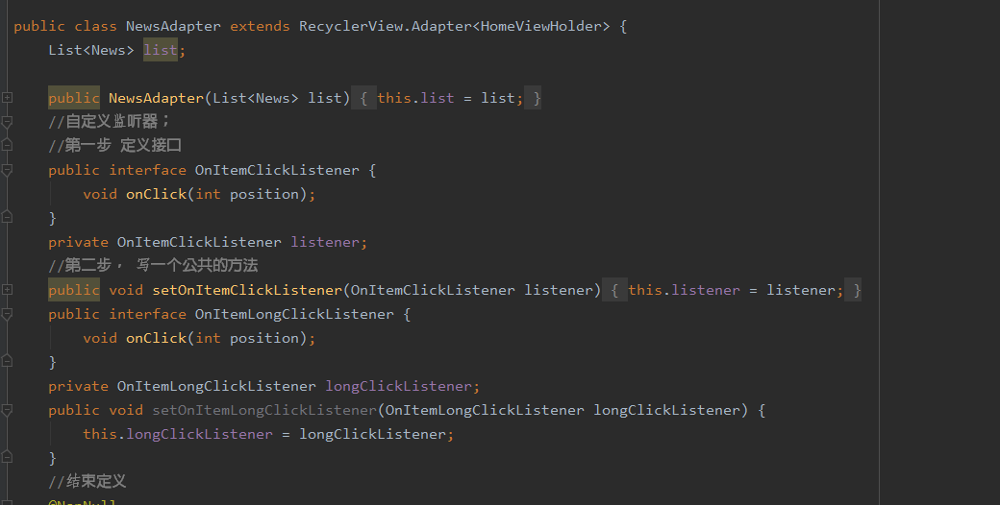 public class NewsAdapter extends RecyclerView.Adapter<HomeViewHolder> {
List<News> list;
public NewsAdapter(List<News> list) { this.list = list; }
//自定义监听器；
//第一步 定义接口
public interface OnItemClickListener {
void onClick(int position);
}
private OnItemClickListener listener;
//第二步， 写一个公共的方法
public void setOnItemClickListener(OnItemClickListener listener) { this.listener = listener; }
public interface OnItemLongClickListener {
void onClick(int position);
}
private OnItemLongClickListener longClickListener;
public void setOnItemLongClickListener(OnItemLongClickListener longClickListener) {
this.longClickListener = longClickListener;
}
//结束定义
@NonNull